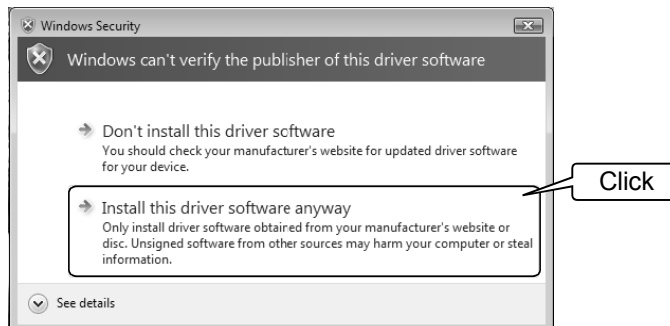 Windows Security
Windows can't verify the publisher of this driver software
Don't install this driver software
You should check your manufacturer's website for updated driver software
for your device.
Click
Install this driver software anyway
Only install driver software obtained from your manufacturer's website or
disc. Unsigned software from other sources may harm your computer or steal
information.
See details